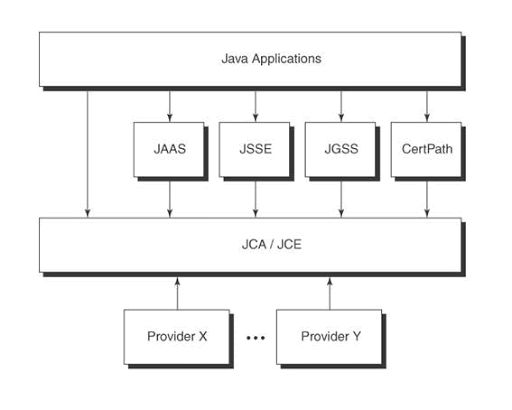 Java Applications
JAAS
JSSE
JGSS
CertPath
JCA / JCE
Provider X
•••
Provider Y